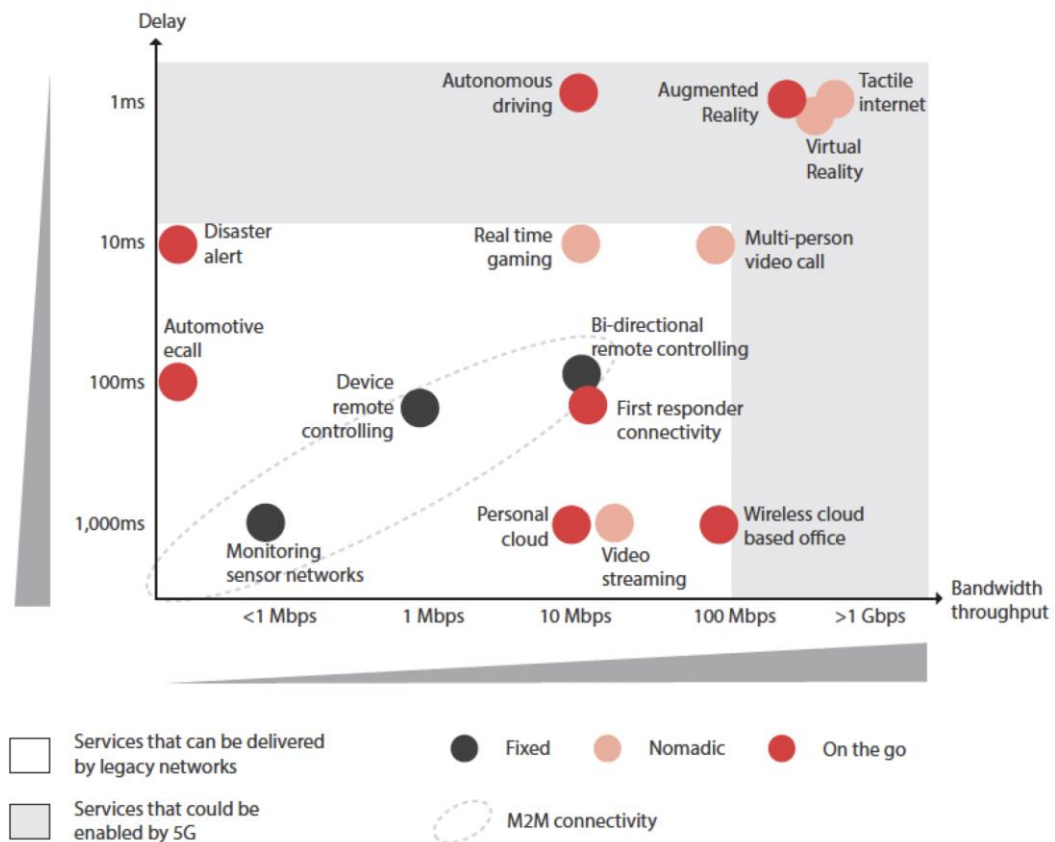 Delay
1ms
Autonomous
driving
Augmented
Reality
Tactile
internet
Virtual
Reality
10ms
Disaster
alert
Real time
gaming
Multi-person
video call
Automotive
ecall
Bi-directional
remote controlling
100ms
Device
remote
controlling
First responder
connectivity
1,000ms
Monitoring
sensor networks
Personal
cloud
Video
streaming
Wireless cloud
based office
Bandwidth
throughput
<1 Mbps
1 Mbps
10 Mbps
100 Mbps
>1 Gbps
Services that can be delivered
by legacy networks
Fixed
Nomadic
On the go
Services that could be
enabled by 5G
M2M connectivity